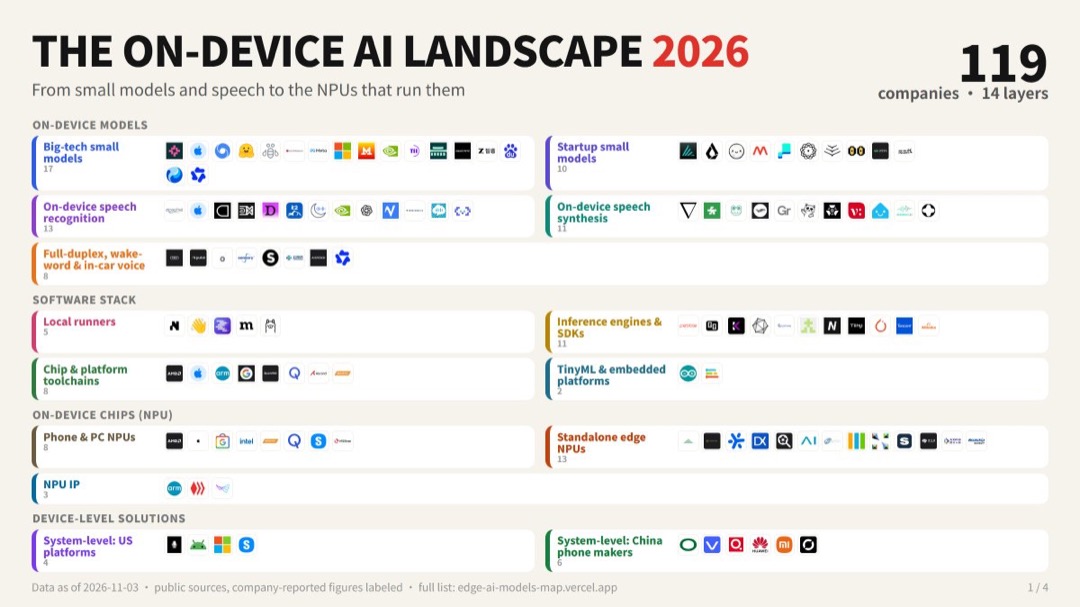 THE ON-DEVICE AI LANDSCAPE 2026
From small models and speech to the NPUs that run them
119
companies • 14 layers
ON-DEVICE MODELS
Big-tech small
models
17
Startup small
models
10
On-device speech
recognition
13
On-device speech
synthesis
11
Full-duplex, wake-
word & in-car voice
8
SOFTWARE STACK
Local runners
5
Inference engines &
SDKs
11
Chip & platform
toolchains
8
TinyML & embedded
platforms
2
ON-DEVICE CHIPS (NPU)
Phone & PC NPUs
8
Standalone edge
NPUs
13
NPU IP
3
DEVICE-LEVEL SOLUTIONS
System-level: US
platforms
4
System-level: China
phone makers
6
Data as of 2026-11-03 • public sources, company-reported figures labeled • full list: edge-ai-models-map.vercel.app
1 / 4